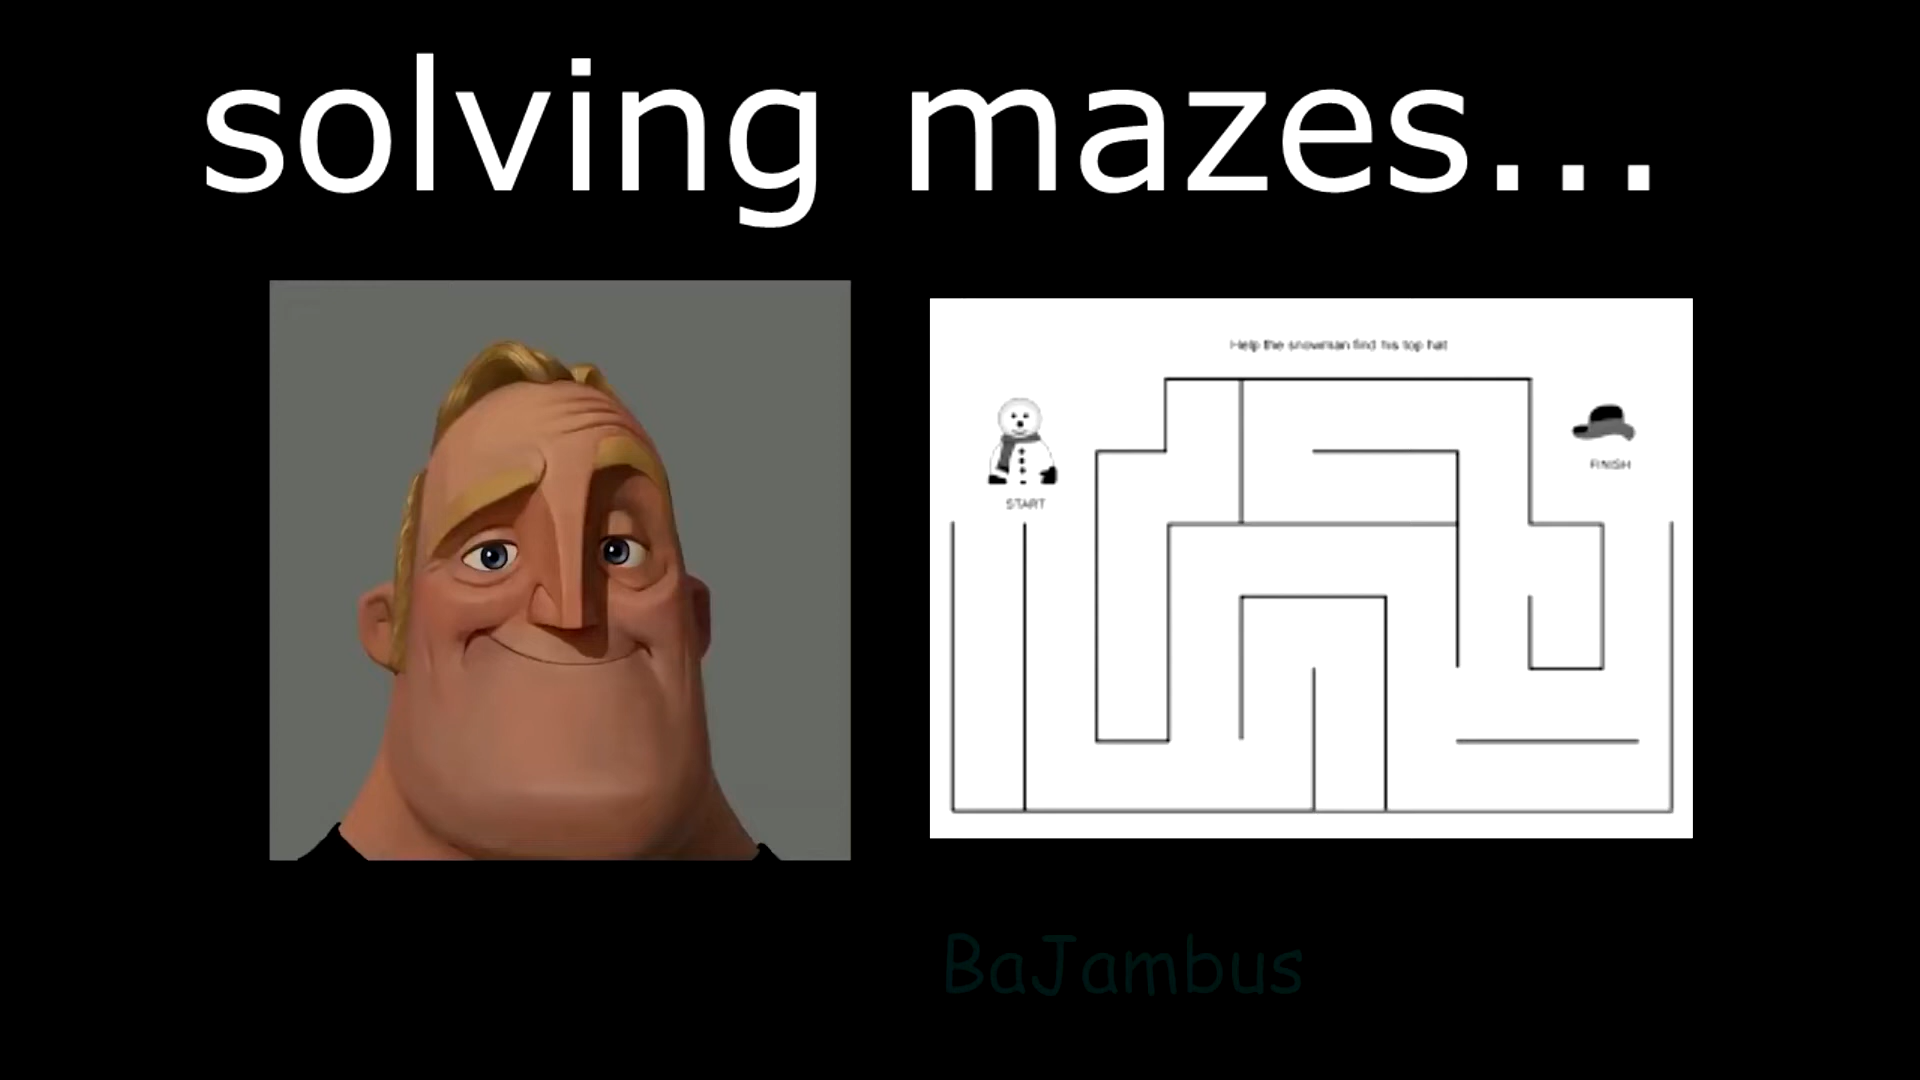 solving mazes...
Help the snowman find his top hat
START
FINISH
BaJambus